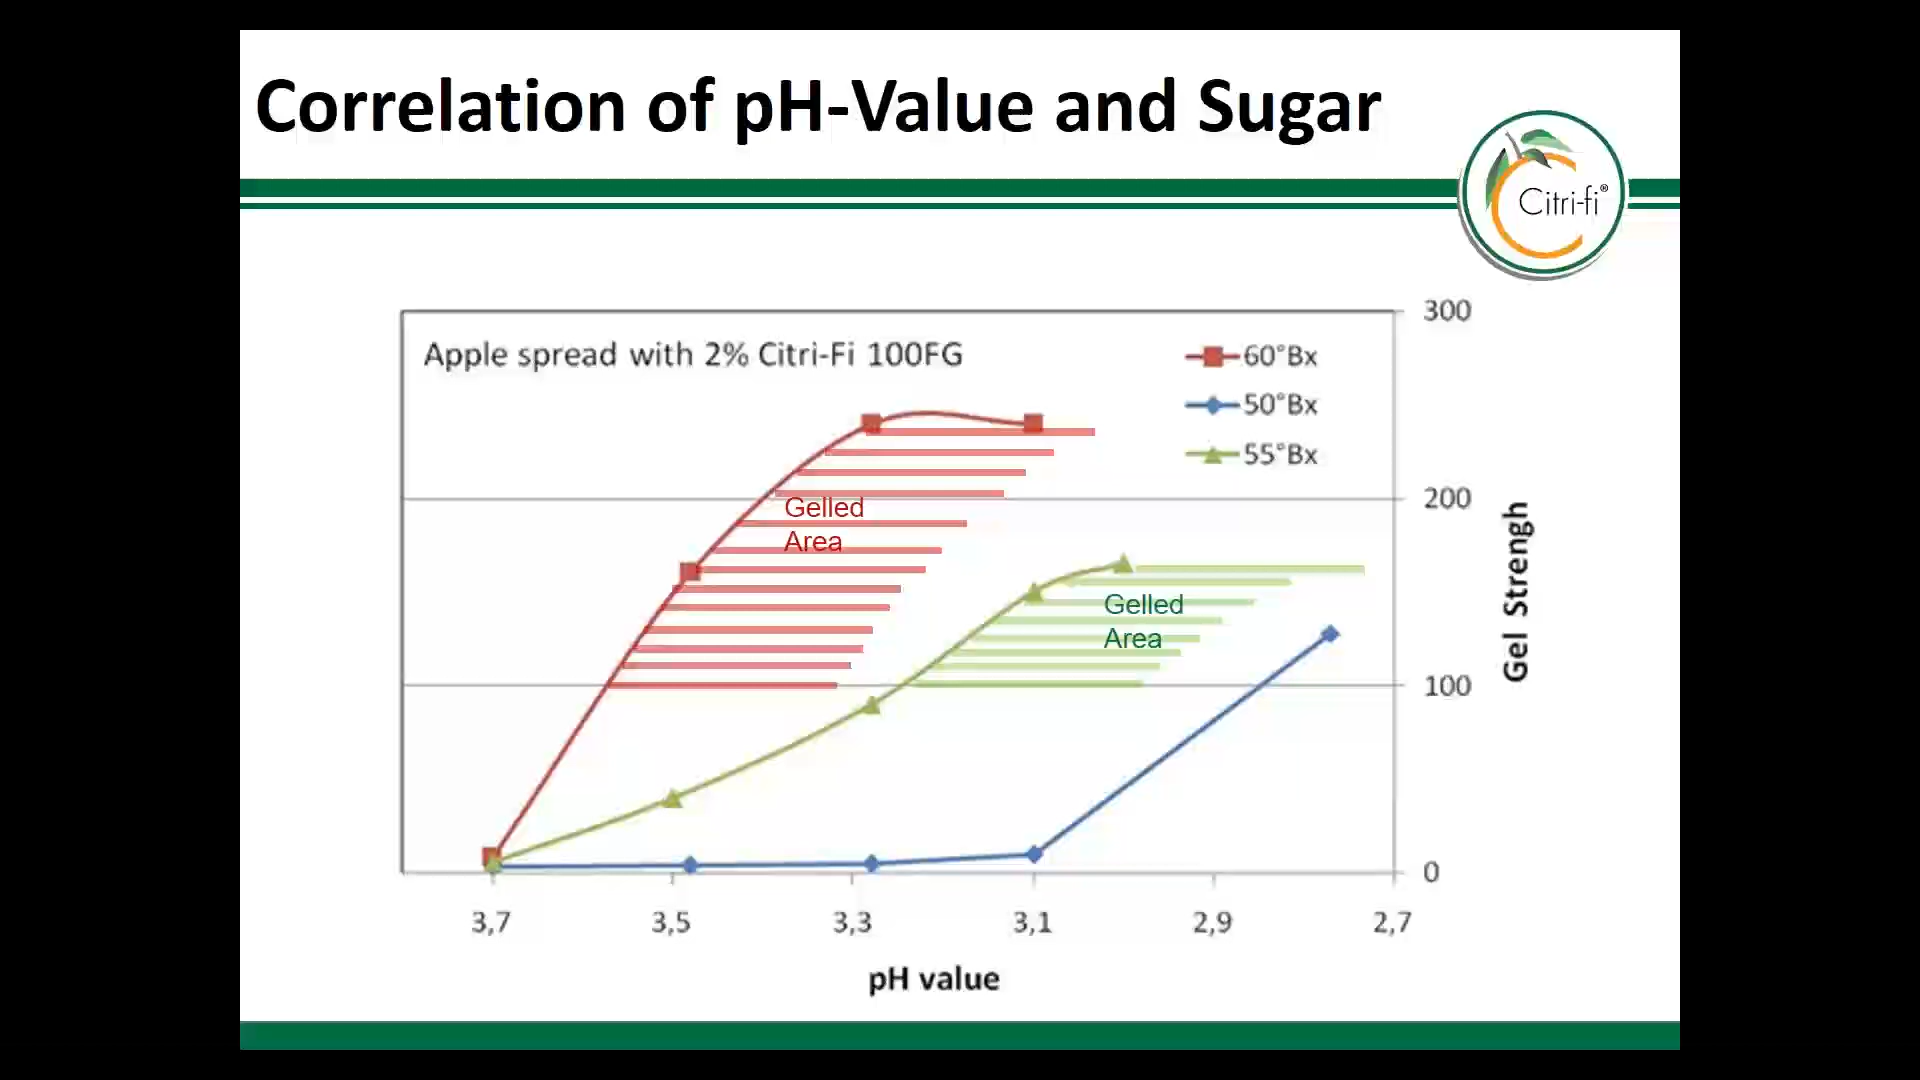 Correlation of pH-Value and Sugar
Citri-fi®
Apple spread with 2% Citri-Fi 100FG
60°Bx
50°Bx
55°Bx
Gelled
Area
Gelled
Area
300
200
100
0
Gel Strengh
3,7
3,5
3,3
3,1
2,9
2,7
pH value